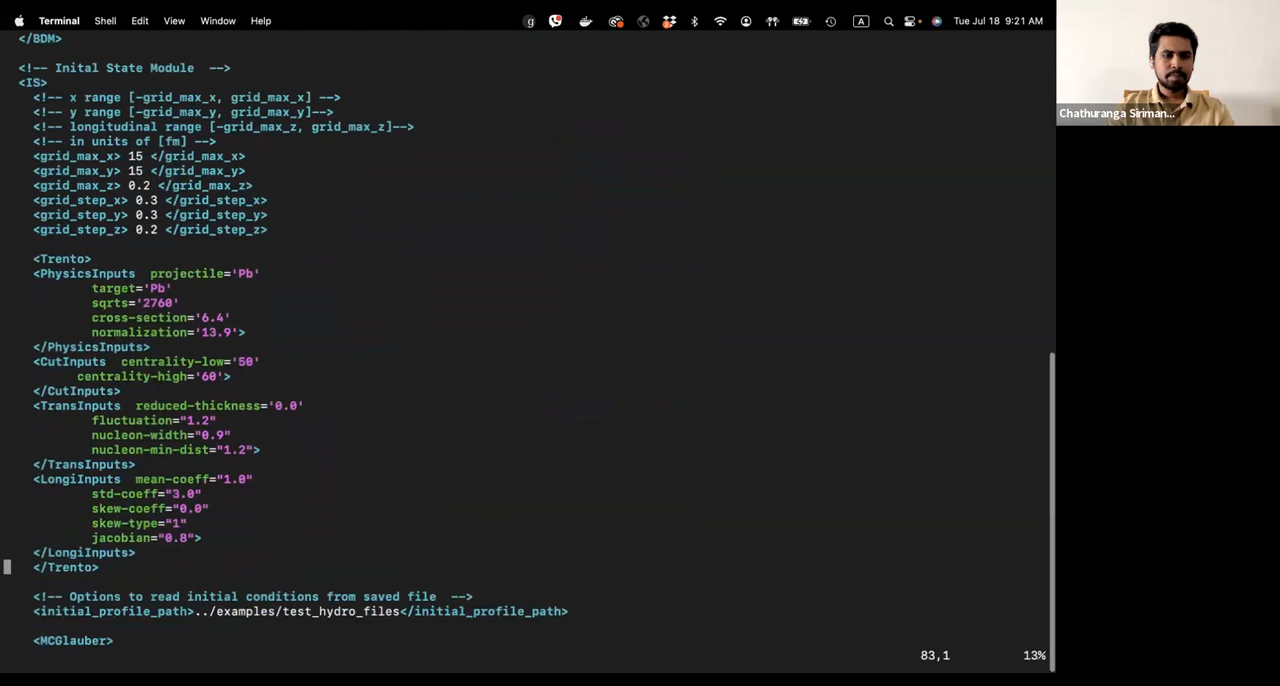 Terminal Shell Edit View Window Help
Tue Jul 18 9:21 AM
Chathuranga Siriman...
</BDM>
<!-- Inital State Module -->
<IS>
<!-- x range [-grid_max_x, grid_max_x] -->
<!-- y range [-grid_max_y, grid_max_y]-->
<!-- longitudinal range [-grid_max_z, grid_max_z]-->
<!-- in units of [fm] -->
<grid_max_x> 15 </grid_max_x>
<grid_max_y> 15 </grid_max_y>
<grid_max_z> 0.2 </grid_max_z>
<grid_step_x> 0.3 </grid_step_x>
<grid_step_y> 0.3 </grid_step_y>
<grid_step_z> 0.2 </grid_step_z>
<Trento>
<PhysicsInputs projectile='Pb'
target='Pb'
sqrts='2760'
cross-section='6.4'
normalization='13.9'>
</PhysicsInputs>
<CutInputs centrality-low='50'
centrality-high='60'>
</CutInputs>
<TransInputs reduced-thickness='0.0'
fluctuation="1.2"
nucleon-width="0.9"
nucleon-min-dist="1.2">
</TransInputs>
<LongiInputs mean-coeff="1.0"
std-coeff="3.0"
skew-coeff="0.0"
skew-type="1"
jacobian="0.8">
</LongiInputs>
</Trento>
<!-- Options to read initial conditions from saved file -->
<initial_profile_path>../examples/test_hydro_files</initial_profile_path>
<MCGlauber>
83,1 13%